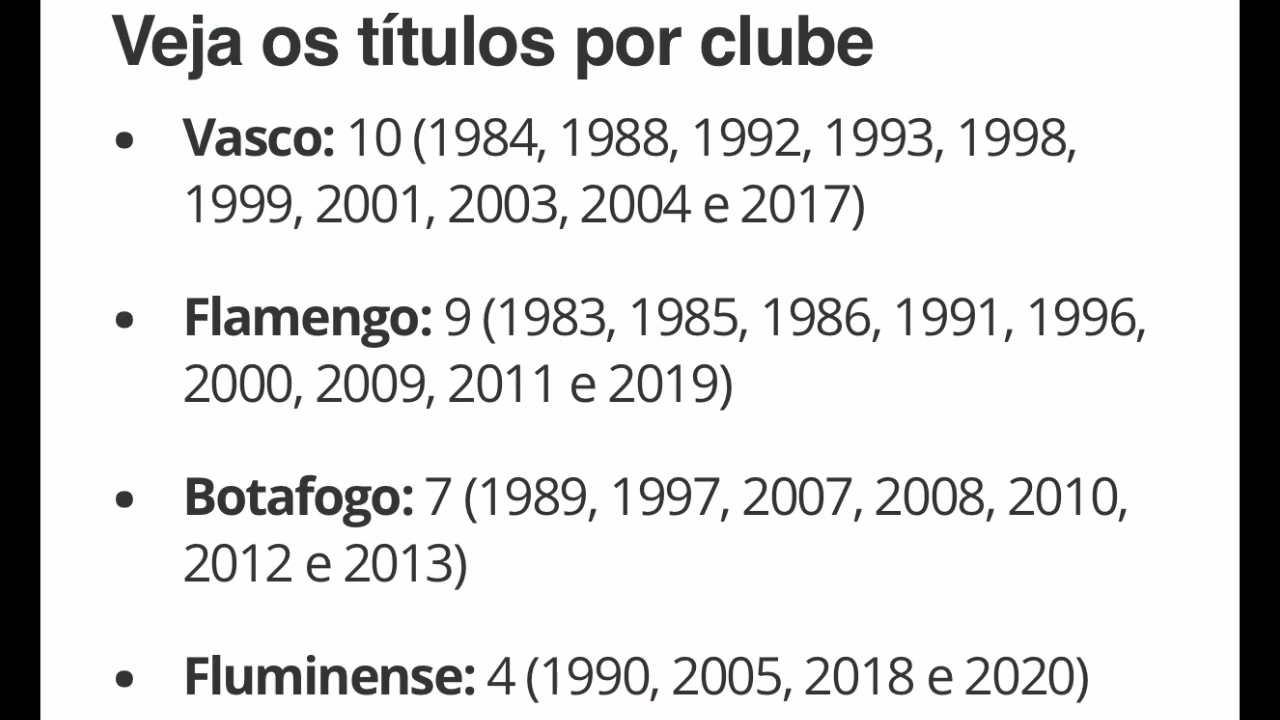 Veja os títulos por clube
• Vasco: 10 (1984, 1988, 1992, 1993, 1998,
1999, 2001, 2003, 2004 e 2017)
• Flamengo: 9 (1983, 1985, 1986, 1991, 1996,
2000, 2009, 2011 e 2019)
• Botafogo: 7 (1989, 1997, 2007, 2008, 2010,
2012 e 2013)
• Fluminense: 4 (1990, 2005, 2018 e 2020)